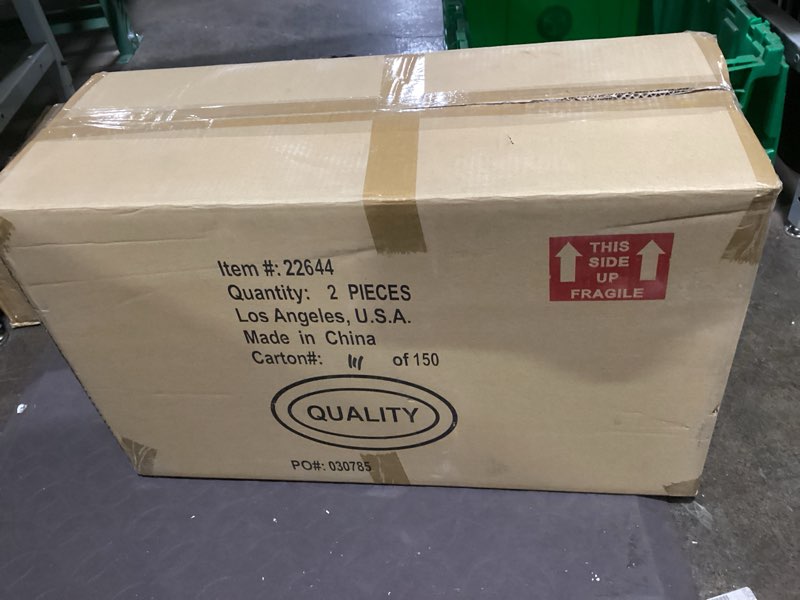 Item #: 22644
Quantity: 2 PIECES
Los Angeles, U.S.A.
Made in China
Carton#: 111 of 150
QUALITY
PO#: 030785
THIS
SIDE
UP
FRAGILE